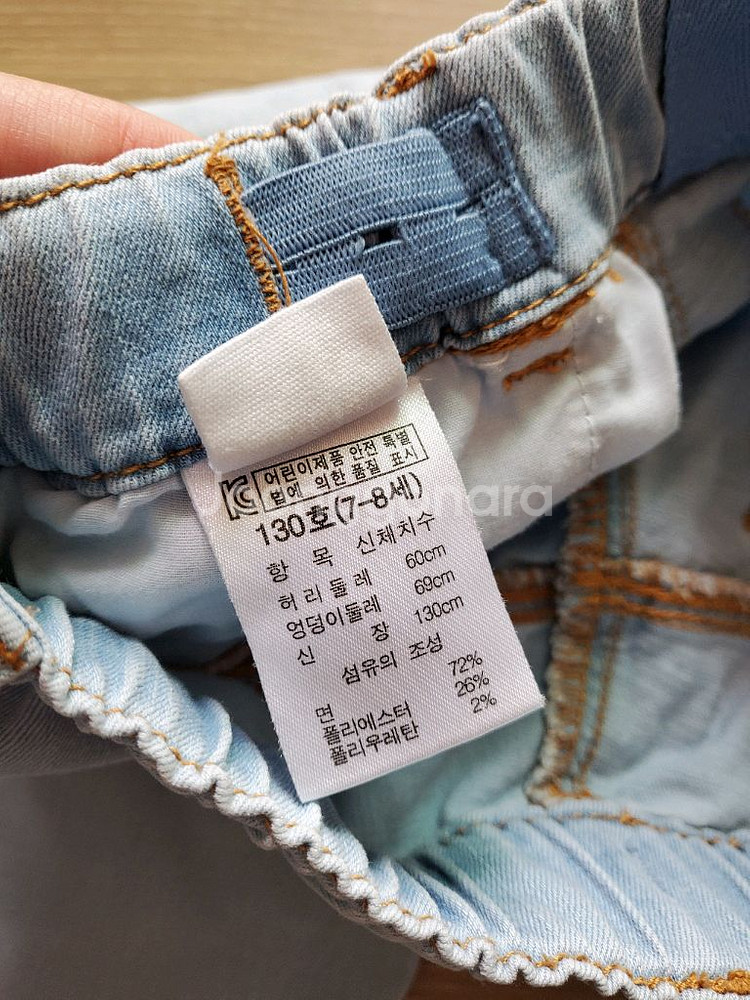 어린이제품 안전 특별
법에 의한 품질 표시
130호(7-8세)
항 목 신체치수
허리둘레 60cm
엉덩이둘레 69cm
신 장 130cm
섬유의 조성
면 72%
폴리에스터 26%
폴리우레탄 2%